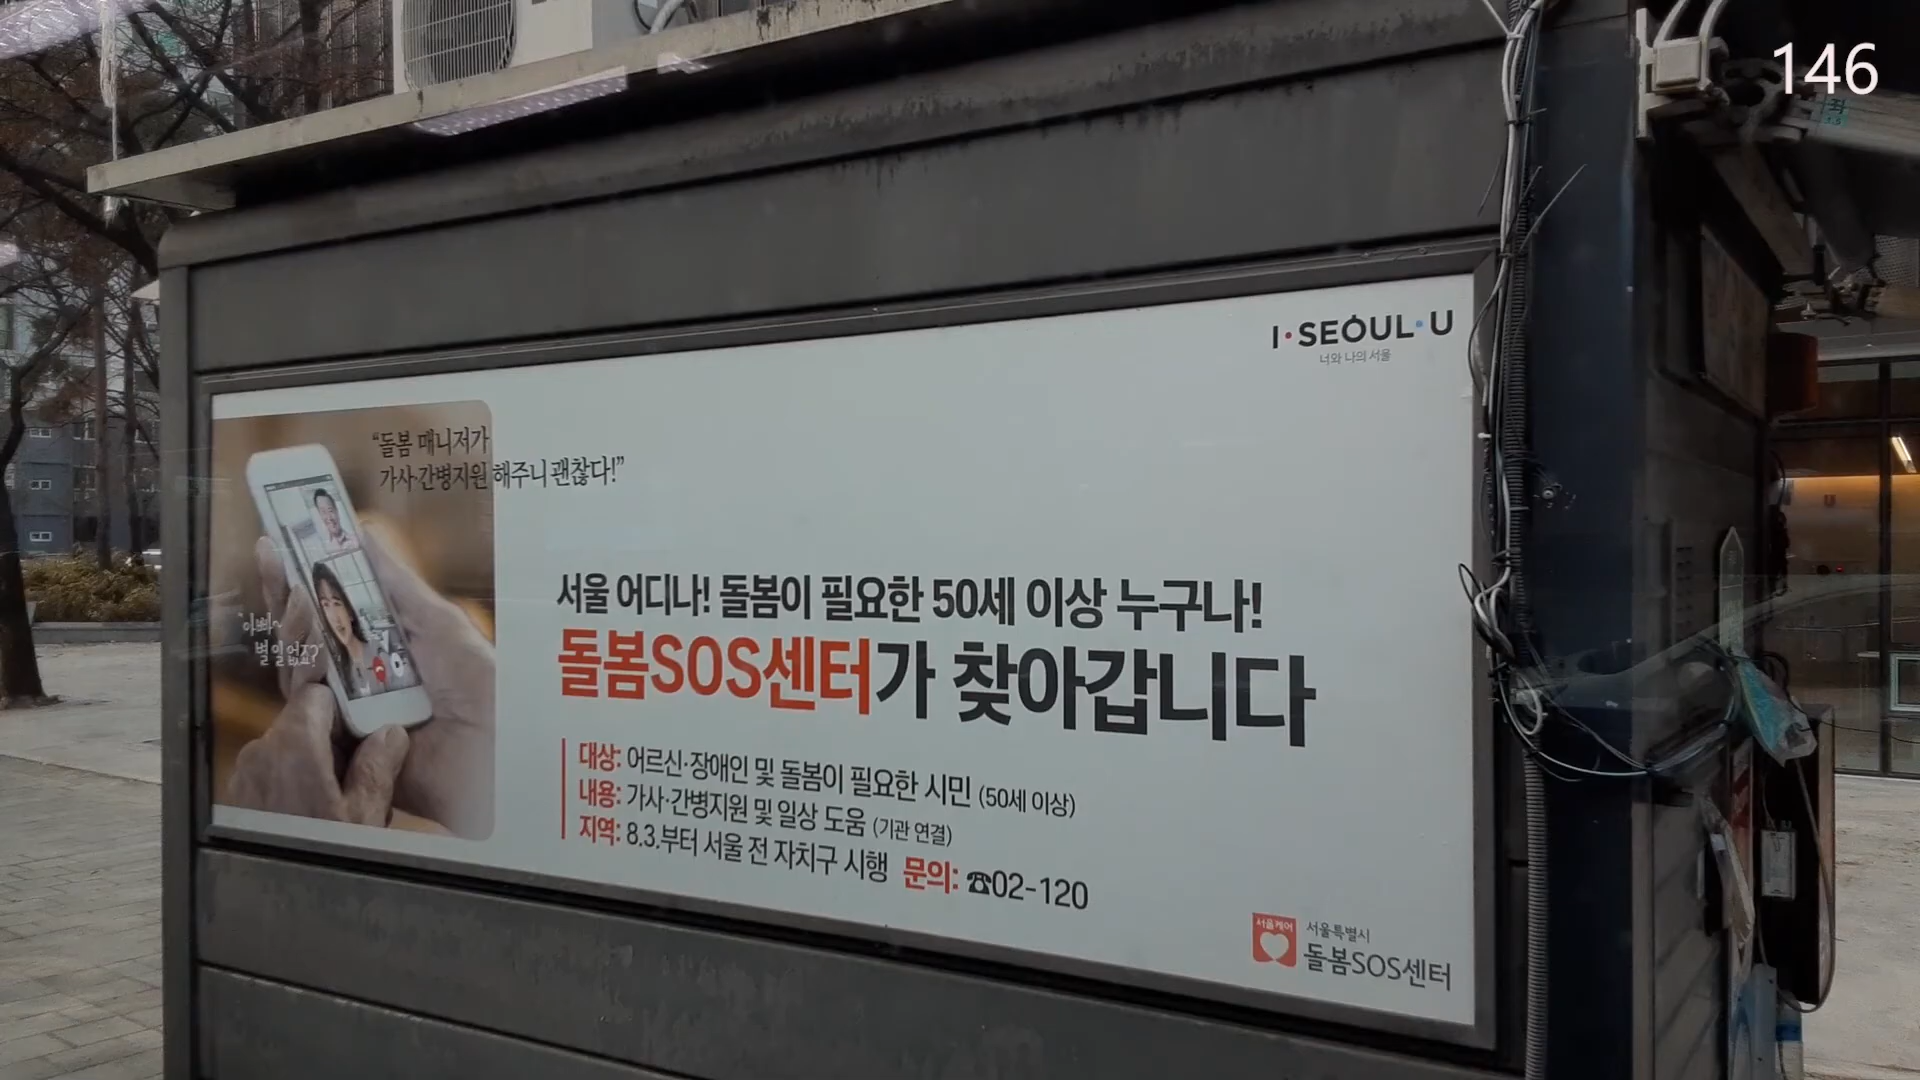 146
I·SEOUL·U
너와 나의 서울
“돌봄 매니저가
가사·간병지원 해주니 괜찮다!”
“아빠~
별일 없죠?”
서울 어디나! 돌봄이 필요한 50세 이상 누구나!
돌봄SOS센터가 찾아갑니다
대상: 어르신·장애인 및 돌봄이 필요한 시민 (50세 이상)
내용: 가사·간병지원 및 일상 도움 (기관 연결)
지역: 8.3.부터 서울 전 자치구 시행 문의: ☎02-120
서울케어
서울특별시
돌봄SOS센터